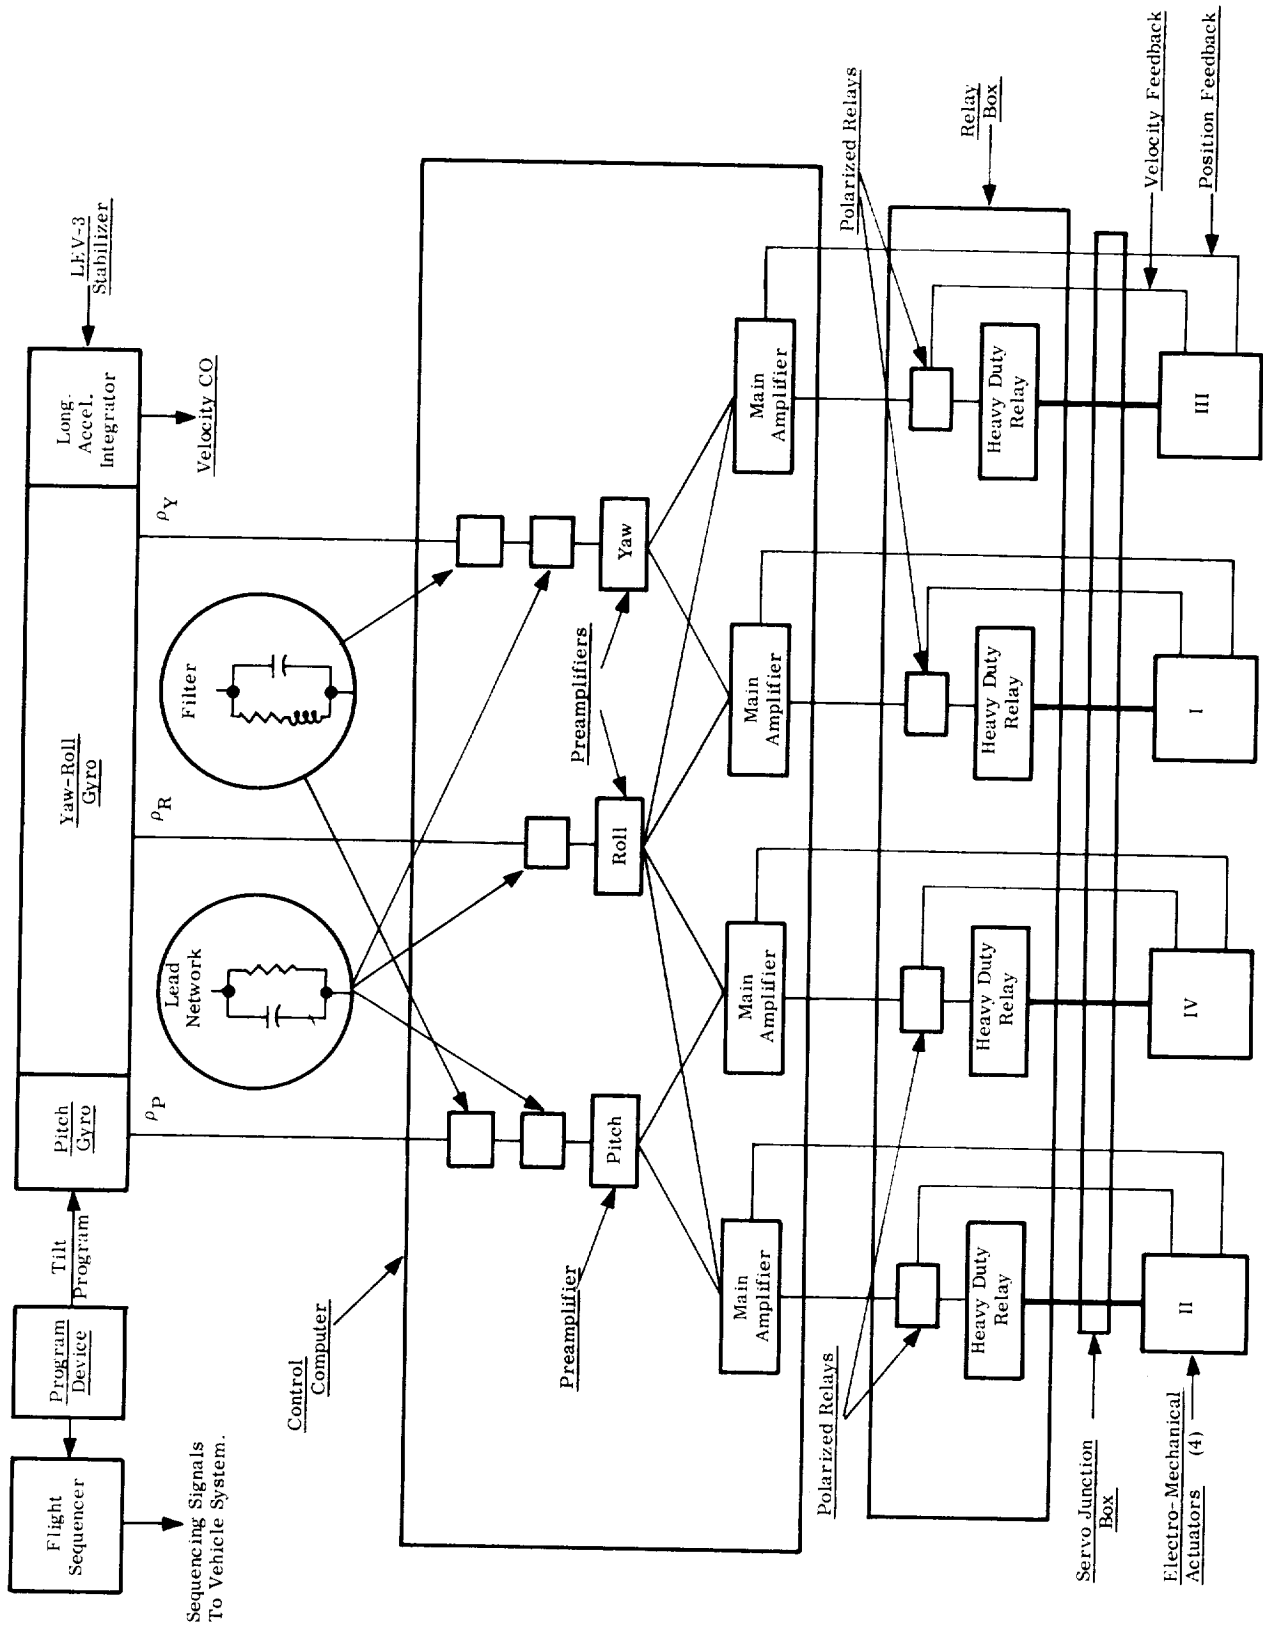 Flight
Sequencer
Sequencing Signals
To Vehicle System.
Program
Device
Tilt
Program
Pitch
Gyro
Yaw-Roll
Gyro
Long.
Accel.
Integrator
LEV-3
Stabilizer
Velocity CO
ρP
ρR
ρY
Lead
Network
Filter
Control
Computer
Preamplifier
Preamplifiers
Pitch
Roll
Yaw
Main
Amplifier
Main
Amplifier
Main
Amplifier
Main
Amplifier
Polarized Relays
Polarized Relays
Relay
Box
Heavy Duty
Relay
Heavy Duty
Relay
Heavy Duty
Relay
Heavy Duty
Relay
Velocity Feedback
Position Feedback
Servo Junction
Box
Electro-Mechanical
Actuators (4)
II
IV
I
III